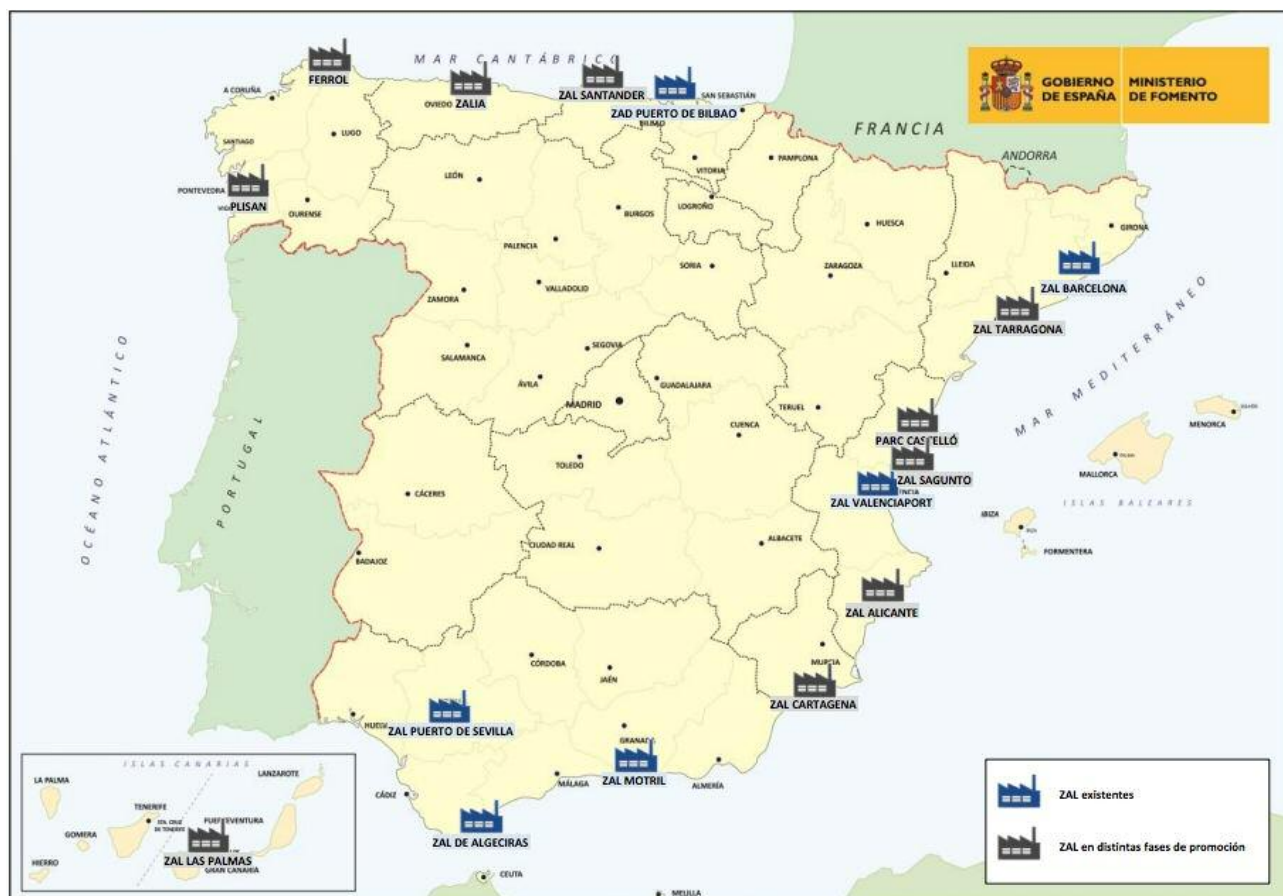 MAR CANTÁBRICO
GOBIERNO
DE ESPAÑA
MINISTERIO
DE FOMENTO
FERROL
A CORUÑA
OVIEDO
ZALIA
ZAL SANTANDER
SAN SEBASTIÁN
ZAD PUERTO DE BILBAO
BILBAO
FRANCIA
ANDORRA
LUGO
SANTIAGO
PONTEVEDRA
PLISAN
OURENSE
LEÓN
VITORIA
PAMPLONA
BURGOS
LOGROÑO
HUESCA
GIRONA
PALENCIA
SORIA
ZARAGOZA
LLEIDA
ZAL BARCELONA
ZAMORA
VALLADOLID
ZAL TARRAGONA
SALAMANCA
SEGOVIA
ÁVILA
GUADALAJARA
MADRID
TERUEL
CUENCA
PARC CASTELLÓ
MENORCA
MALLORCA
MAR MEDITERRÁNEO
OCÉANO ATLÁNTICO
PORTUGAL
TOLEDO
ZAL SAGUNTO
ZAL VALENCIAPORT
CÁCERES
ISLAS BALEARES
IBIZA
FORMENTERA
BADAJOZ
CIUDAD REAL
ALBACETE
ZAL ALICANTE
CÓRDOBA
JAÉN
MURCIA
ZAL CARTAGENA
HUELVA
ZAL PUERTO DE SEVILLA
GRANADA
ZAL MOTRIL
MÁLAGA
ALMERÍA
CÁDIZ
ZAL DE ALGECIRAS
CEUTA
MELILLA
ISLAS CANARIAS
LA PALMA
LANZAROTE
TENERIFE
STA. CRUZ
DE TENERIFE
FUERTEVENTURA
GOMERA
ZAL LAS PALMAS
HIERRO
GRAN CANARIA
ZAL existentes
ZAL en distintas fases de promoción